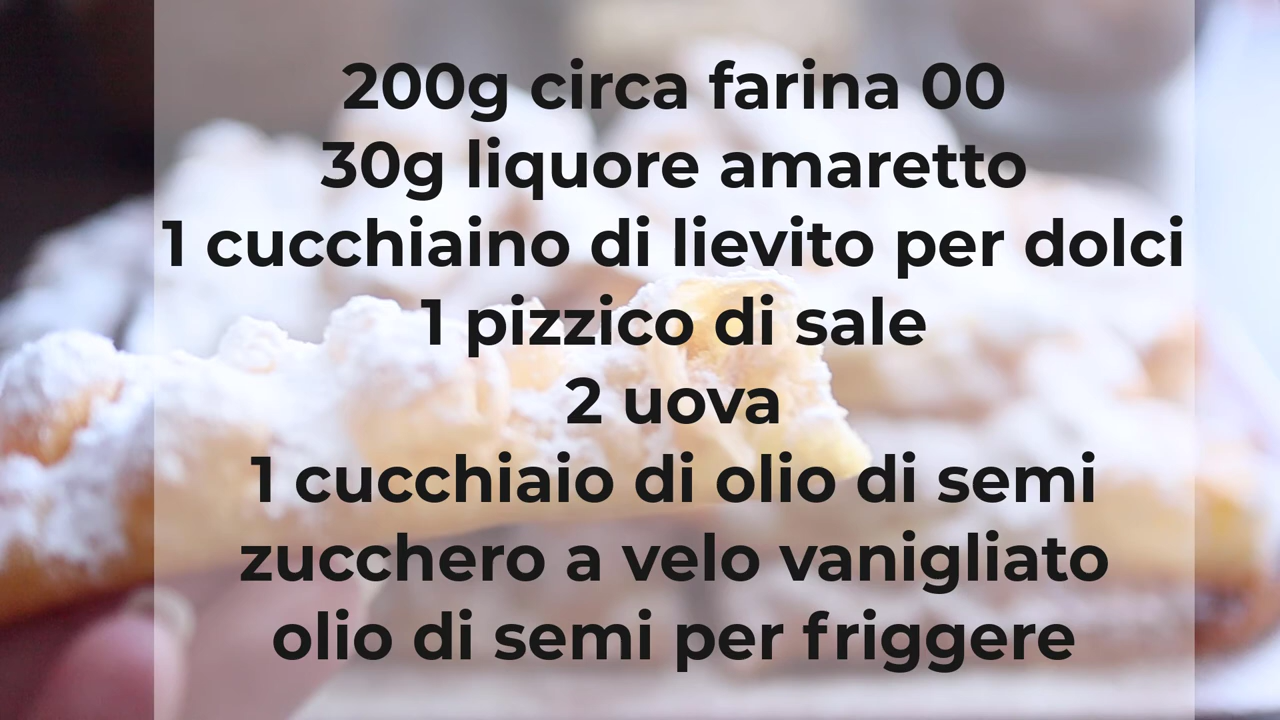 200g circa farina 00
30g liquore amaretto
1 cucchiaino di lievito per dolci
1 pizzico di sale
2 uova
1 cucchiaio di olio di semi
zucchero a velo vanigliato
olio di semi per friggere